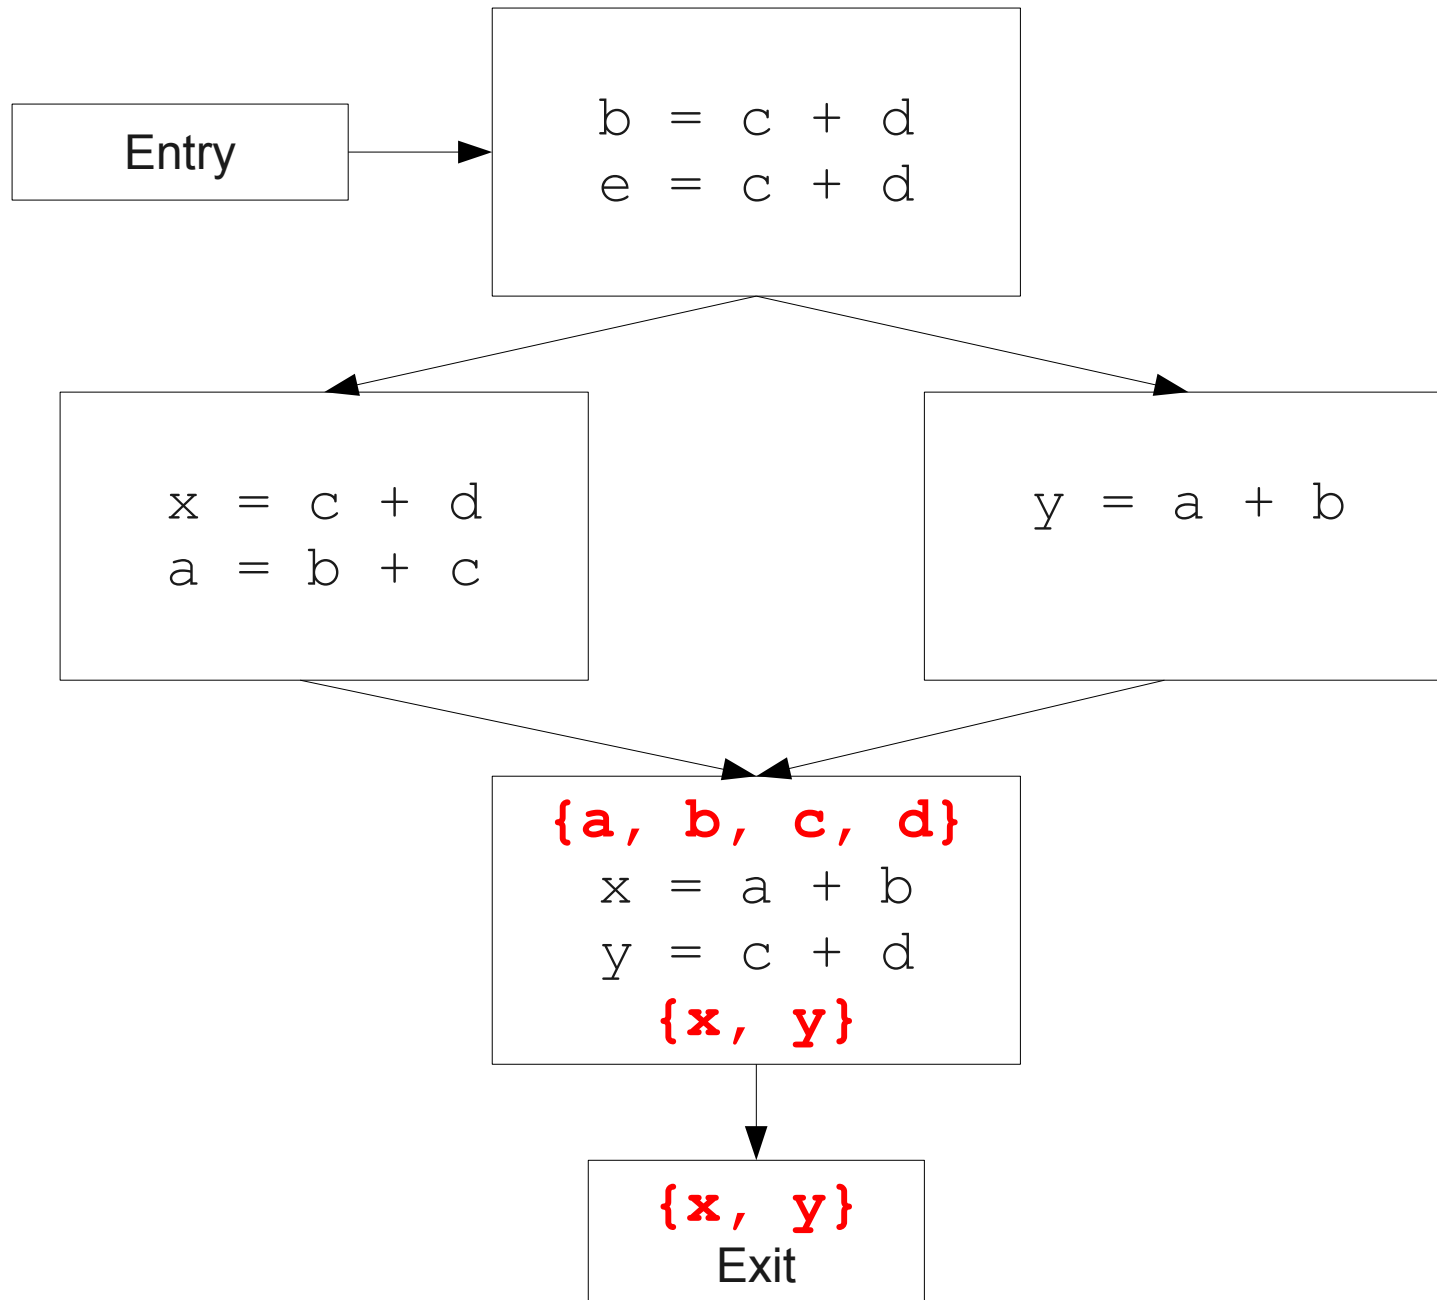 Entry
b = c + d
e = c + d
x = c + d
a = b + c
y = a + b
{a, b, c, d}
x = a + b
y = c + d
{x, y}
{x, y}
Exit